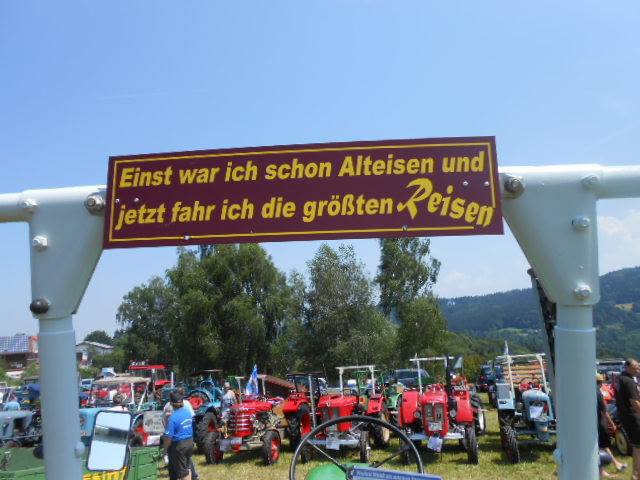 Einst war ich schon Alteisen und
jetzt fahr ich die größten Reisen